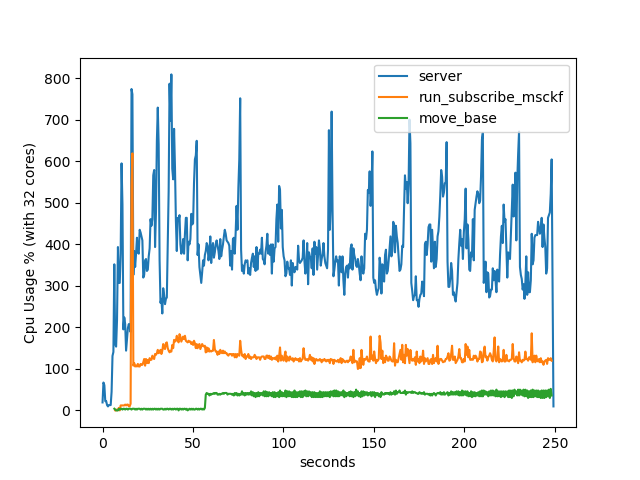 800
700
600
500
400
300
200
100
0
Cpu Usage % (with 32 cores)
server
run_subscribe_msckf
move_base
0 50 100 150 200 250
seconds